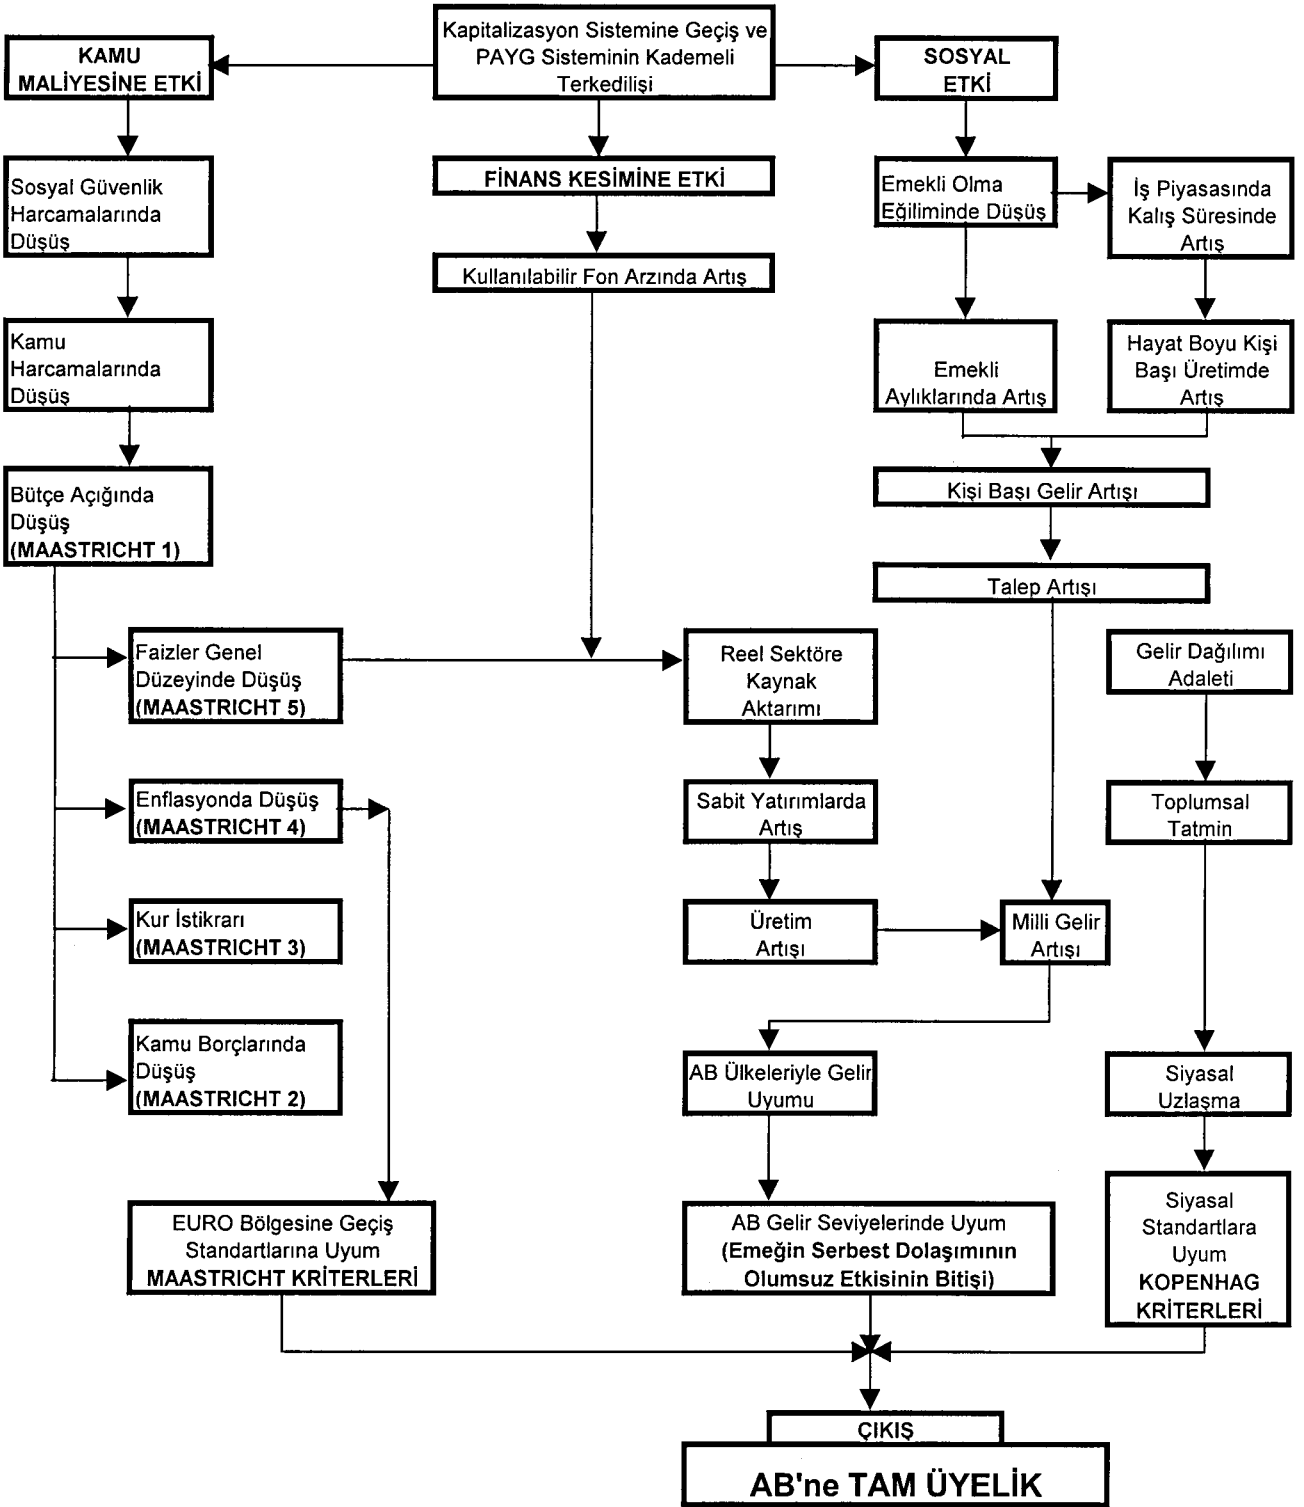 Kapitalizasyon Sistemine Geçiş ve
PAYG Sisteminin Kademeli
Terkedilişi
KAMU
MALİYESİNE ETKİ
SOSYAL
ETKİ
FİNANS KESİMİNE ETKİ
Sosyal Güvenlik
Harcamalarında
Düşüş
Emekli Olma
Eğiliminde Düşüş
İş Piyasasında
Kalış Süresinde
Artış
Kullanılabilir Fon Arzında Artış
Kamu
Harcamalarında
Düşüş
Emekli
Aylıklarında Artış
Hayat Boyu Kişi
Başı Üretimde
Artış
Bütçe Açığında
Düşüş
(MAASTRICHT 1)
Kişi Başı Gelir Artışı
Talep Artışı
Faizler Genel
Düzeyinde Düşüş
(MAASTRICHT 5)
Reel Sektöre
Kaynak
Aktarımı
Gelir Dağılımı
Adaleti
Enflasyonda Düşüş
(MAASTRICHT 4)
Sabit Yatırımlarda
Artış
Toplumsal
Tatmin
Kur İstikrarı
(MAASTRICHT 3)
Üretim
Artışı
Milli Gelir
Artışı
Kamu Borçlarında
Düşüş
(MAASTRICHT 2)
AB Ülkeleriyle Gelir
Uyumu
Siyasal
Uzlaşma
EURO Bölgesine Geçiş
Standartlarına Uyum
MAASTRICHT KRİTERLERİ
AB Gelir Seviyelerinde Uyum
(Emeğin Serbest Dolaşımının
Olumsuz Etkisinin Bitişi)
Siyasal
Standartlara
Uyum
KOPENHAG
KRİTERLERİ
ÇIKIŞ
AB'ne TAM ÜYELİK